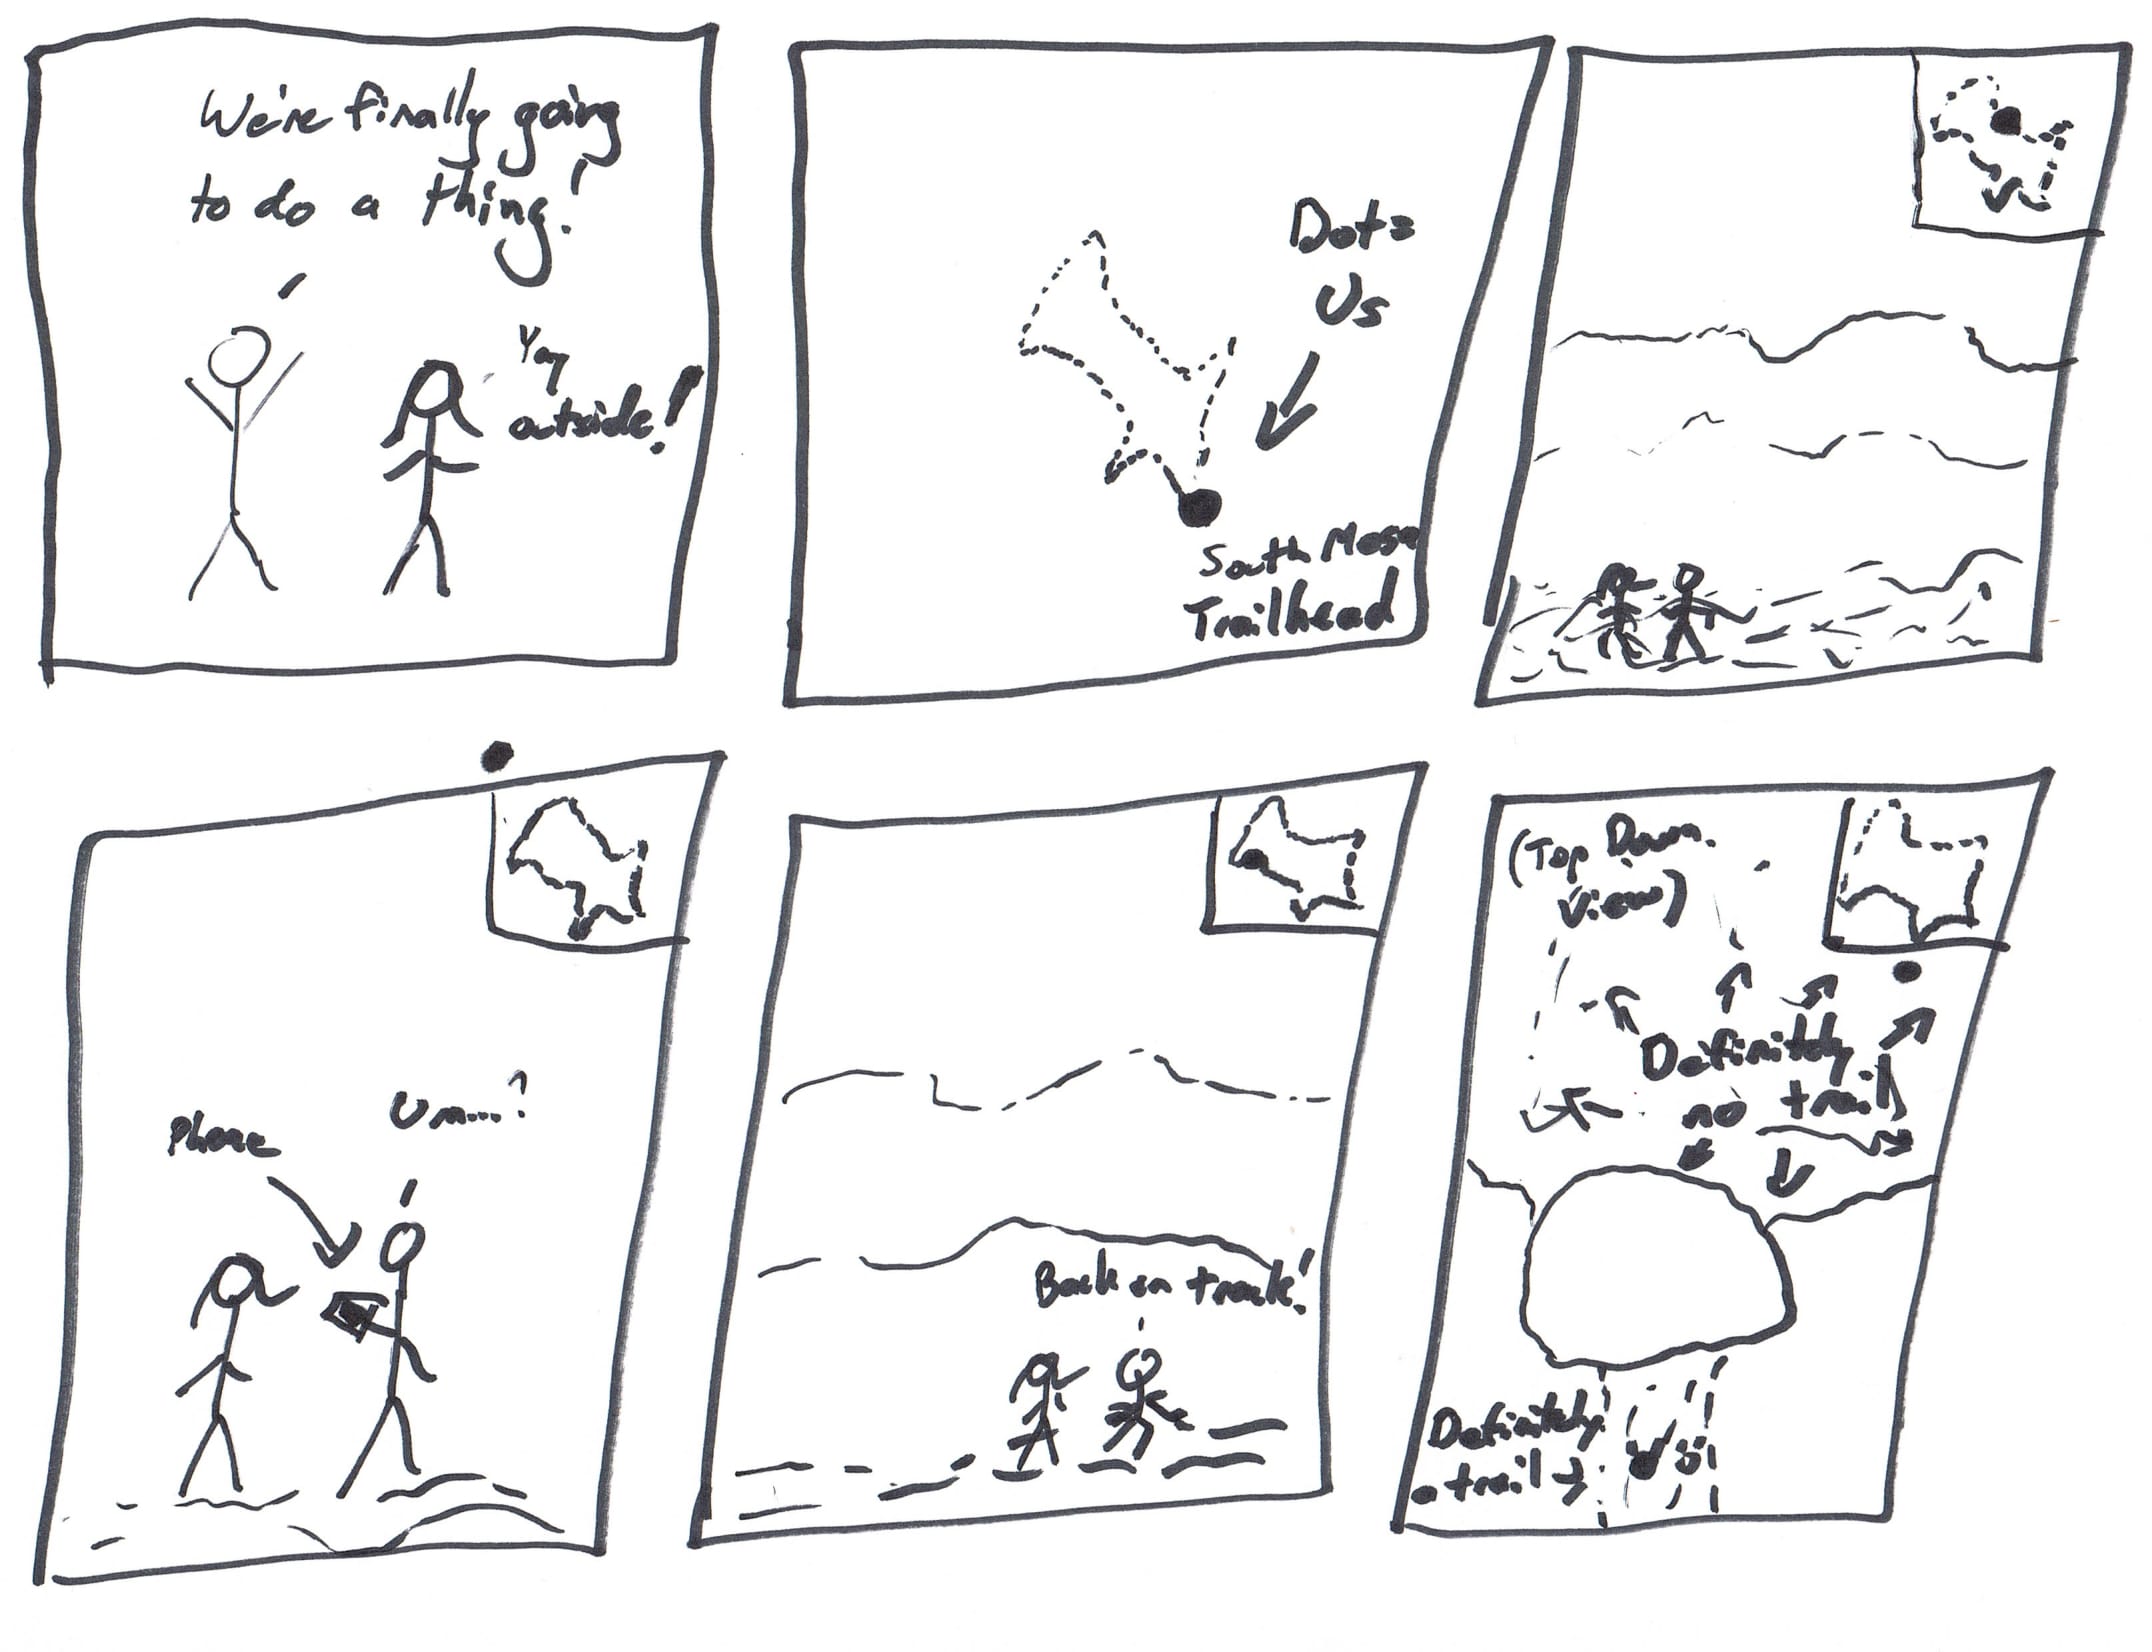 We're finally going
to do a thing!
Yay
outside!
Dot=
Us
South Mesa
Trailhead
Phone
Um...?
Back on track!
(Top Down
View)
Definitely
no trail
Definitely
a trail